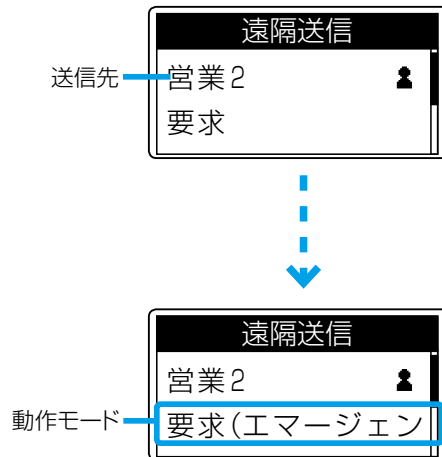 遠隔送信
送信先
営業2
要求
遠隔送信
営業2
動作モード
要求(エマージェン